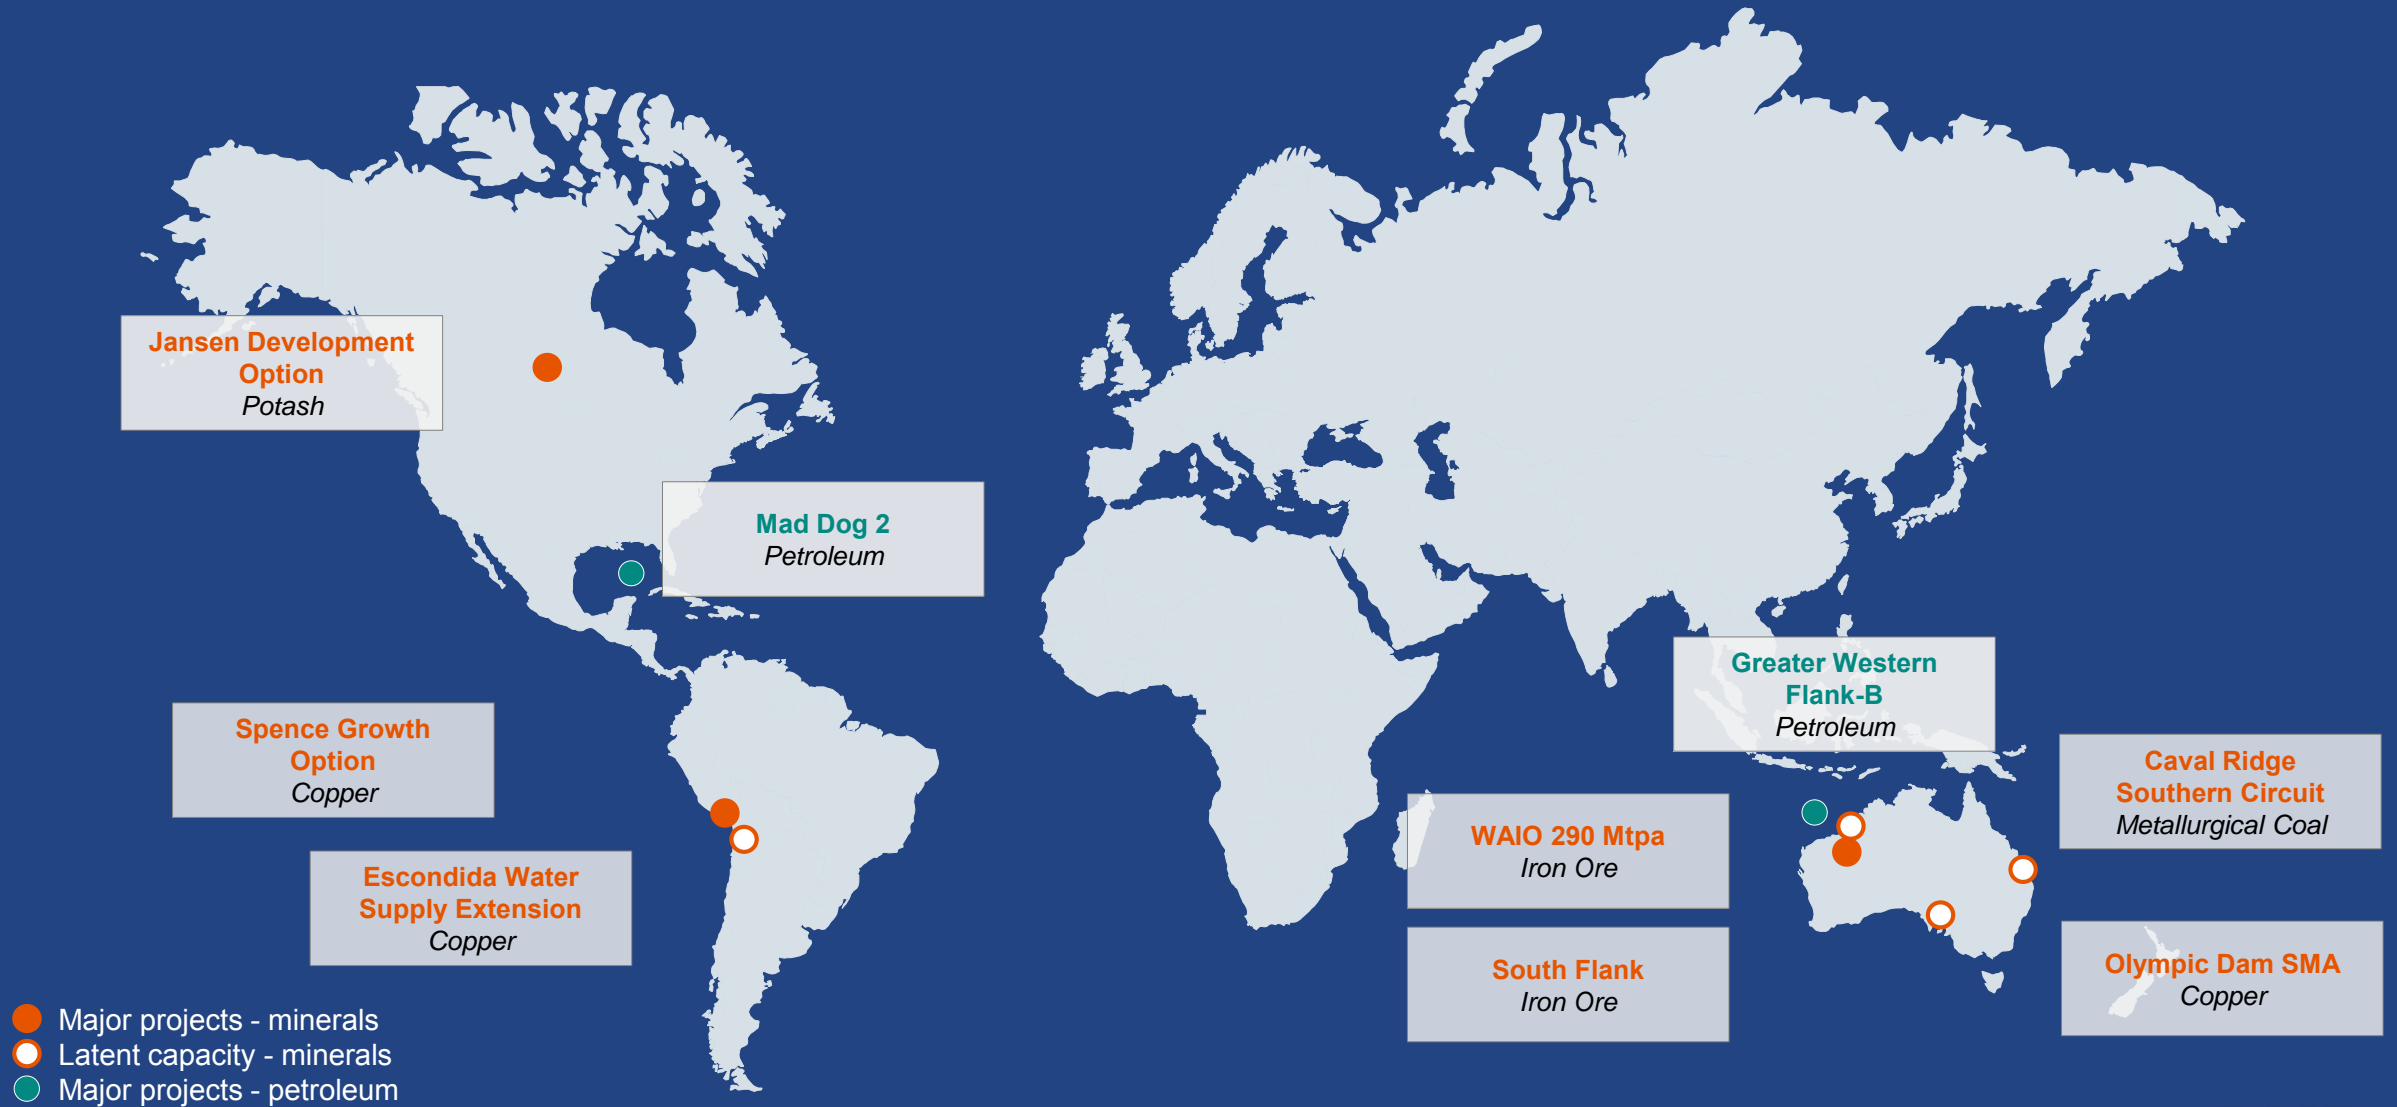 Jansen Development
Option
Potash
Mad Dog 2
Petroleum
Greater Western
Flank-B
Petroleum
Spence Growth
Option
Copper
Caval Ridge
Southern Circuit
Metallurgical Coal
WAIO 290 Mtpa
Iron Ore
Escondida Water
Supply Extension
Copper
South Flank
Iron Ore
Olympic Dam SMA
Copper
Major projects - minerals
Latent capacity - minerals
Major projects - petroleum